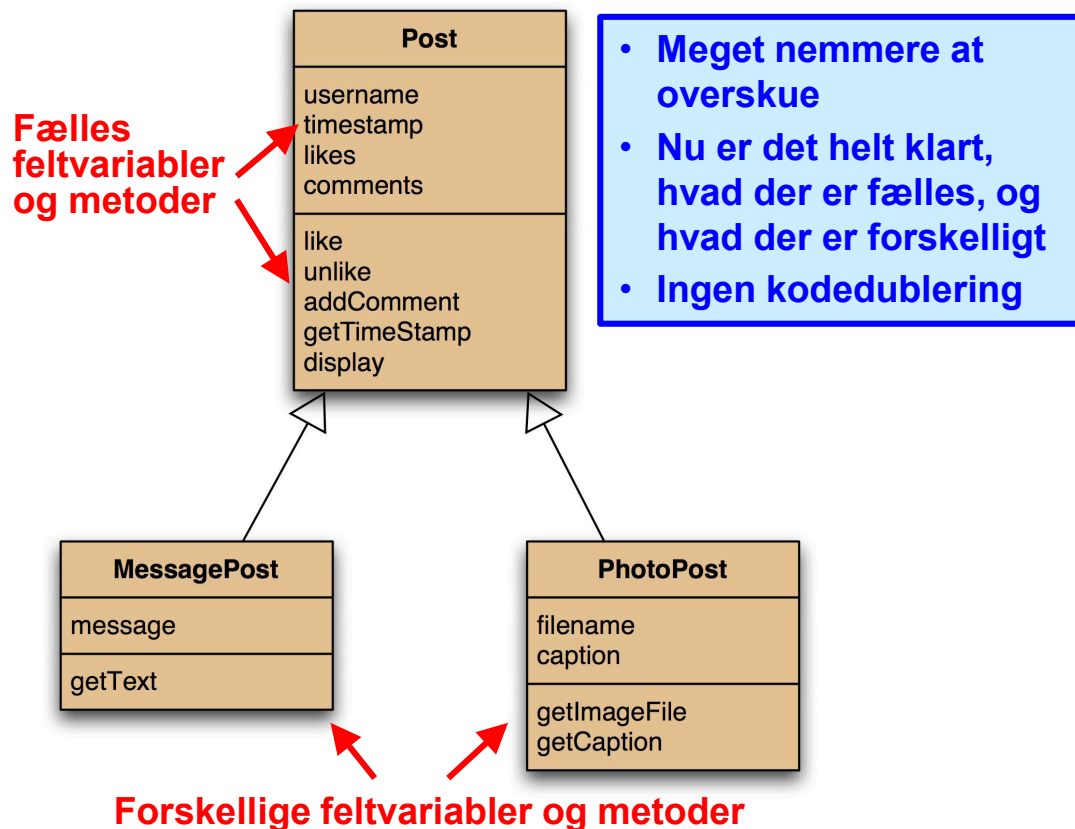 Post
username
timestamp
likes
comments
like
unlike
addComment
getTimeStamp
display
Fælles
feltvariabler
og metoder
• Meget nemmere at
overskue
• Nu er det helt klart,
hvad der er fælles, og
hvad der er forskelligt
• Ingen kodedublering
MessagePost
message
getText
PhotoPost
filename
caption
getImageFile
getCaption
Forskellige feltvariabler og metoder